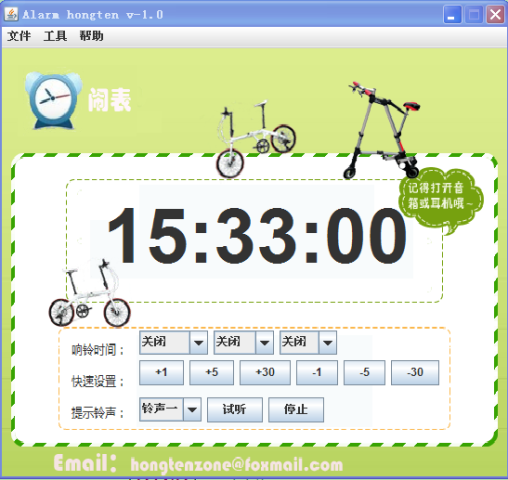 Alarm hongten v-1.0
文件 工具 帮助
闹表
记得打开音
箱或耳机哦~
15:33:00
响铃时间： 关闭 关闭 关闭
快速设置： +1 +5 +30 -1 -5 -30
提示铃声： 铃声一 试听 停止
Email：hongtenzone@foxmail.com